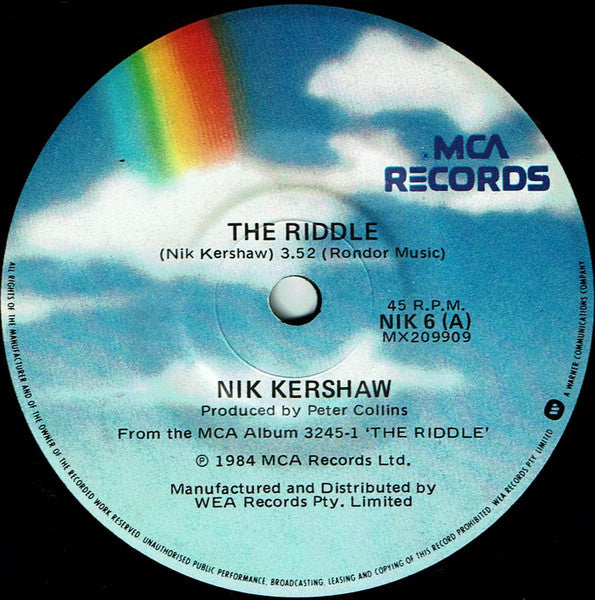 MCA
RECORDS
THE RIDDLE
(Nik Kershaw) 3.52 (Rondor Music)
45 R.P.M.
NIK 6 (A)
MX209909
NIK KERSHAW
Produced by Peter Collins
From the MCA Album 3245-1 'THE RIDDLE'
℗ 1984 MCA Records Ltd.
Manufactured and Distributed by
WEA Records Pty. Limited
ALL RIGHTS OF THE MANUFACTURER AND OF THE OWNER OF THE RECORDED WORK RESERVED. UNAUTHORISED PUBLIC PERFORMANCE, BROADCASTING, LEASING AND COPYING OF THIS RECORD PROHIBITED. WEA RECORDS PTY. LIMITED
A WARNER COMMUNICATIONS COMPANY